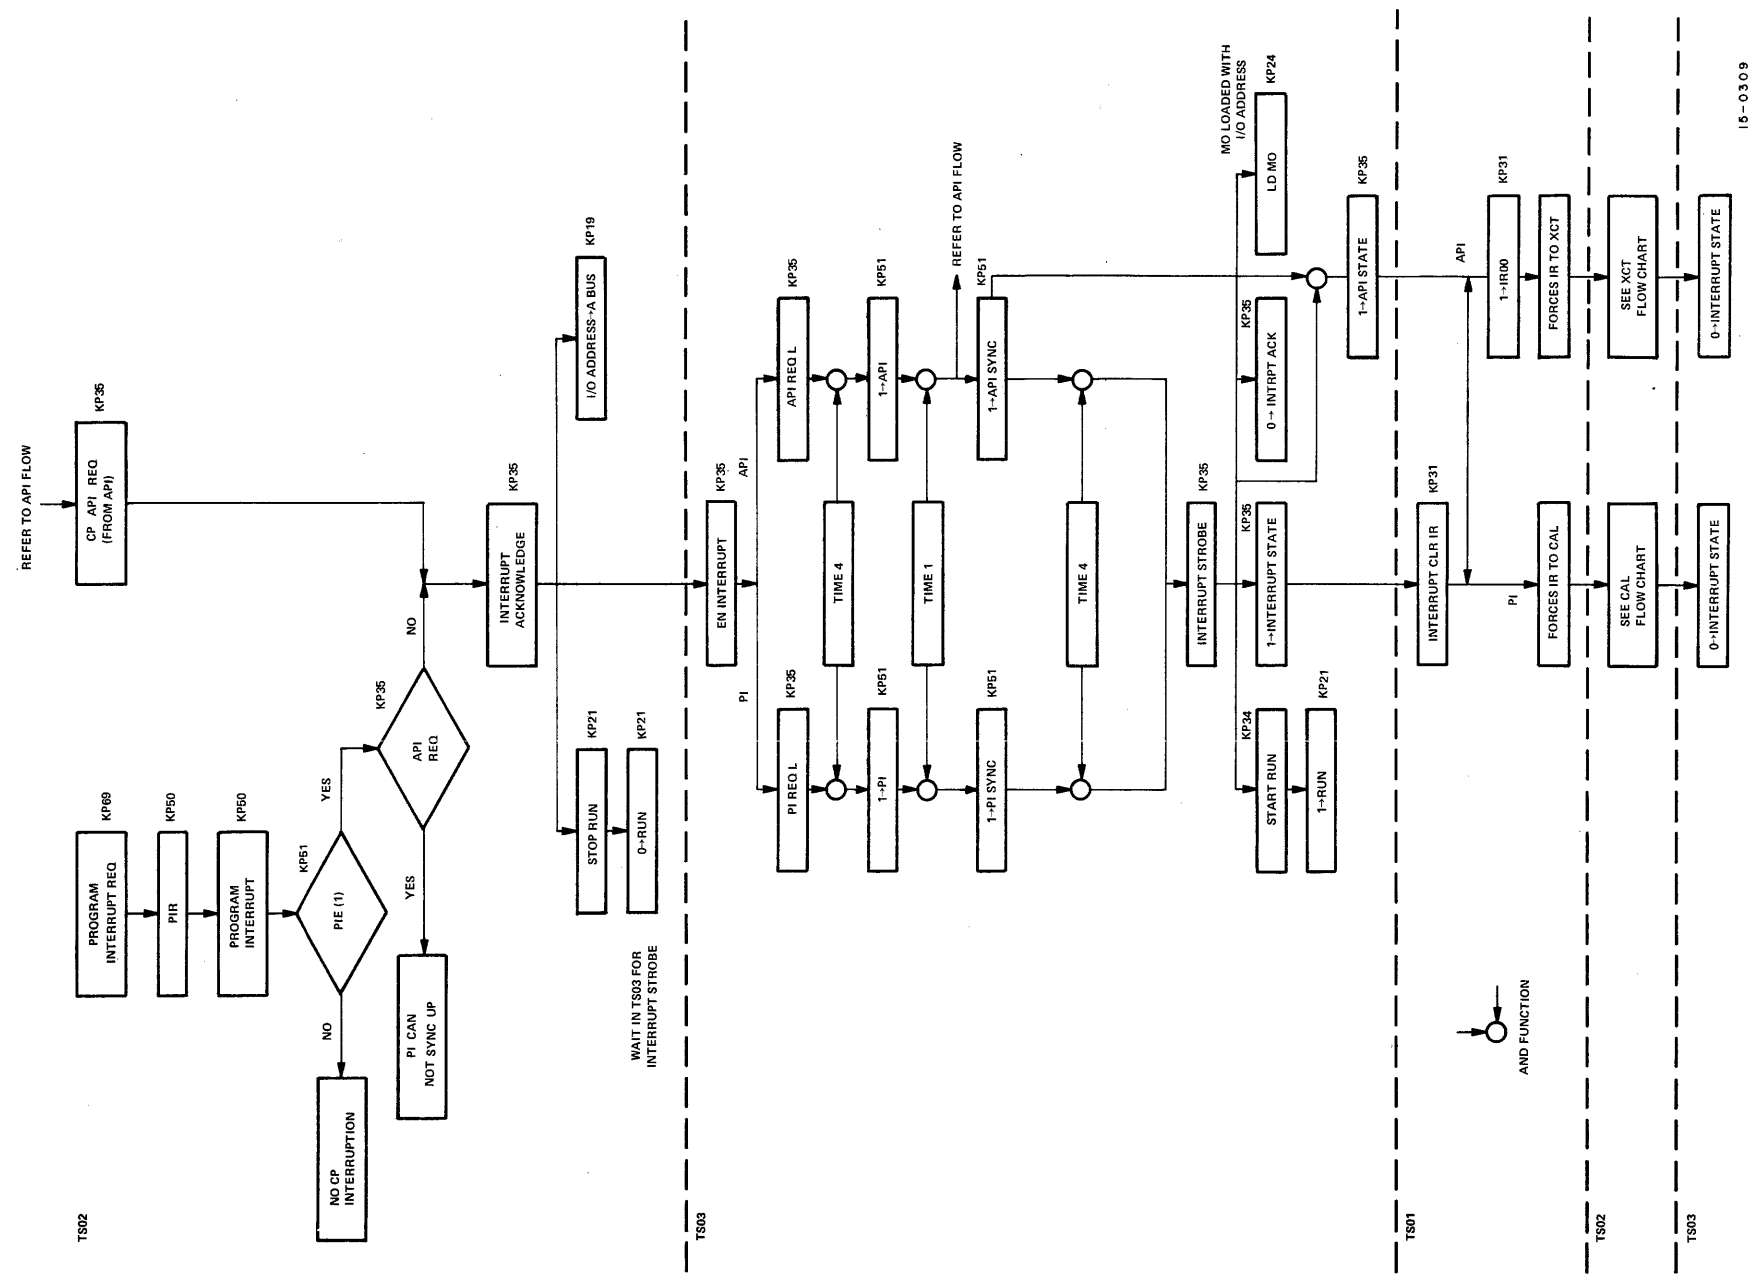 REFER TO API FLOW
CP API REQ
(FROM API)
KP35
TS02
PROGRAM
INTERRUPT REQ
KP69
PIR
KP50
PROGRAM
INTERRUPT
KP50
PIE (1)
KP51
NO
YES
NO CP
INTERRUPTION
API
REQ
KP35
YES
NO
PI CAN
NOT SYNC UP
INTERRUPT
ACKNOWLEDGE
KP35
STOP RUN
KP21
0→RUN
KP21
I/O ADDRESS→A BUS
KP19
WAIT IN TS03 FOR
INTERRUPT STROBE
TS03
EN INTERRUPT
KP35
PI
API
PI REQ L
KP35
API REQ L
KP35
TIME 4
1→PI
KP51
1→API
KP51
TIME 1
REFER TO API FLOW
1→PI SYNC
KP51
1→API SYNC
KP51
TIME 4
INTERRUPT STROBE
KP35
MO LOADED WITH
I/O ADDRESS
START RUN
KP34
1→INTERRUPT STATE
KP35
0→ INTRPT ACK
KP35
LD MO
KP24
1→RUN
KP21
1→API STATE
KP35
TS01
INTERRUPT CLR IR
KP31
API
PI
1→IR00
KP31
AND FUNCTION
FORCES IR TO CAL
FORCES IR TO XCT
TS02
SEE CAL
FLOW CHART
SEE XCT
FLOW CHART
TS03
0→INTERRUPT STATE
0→INTERRUPT STATE
15-0309